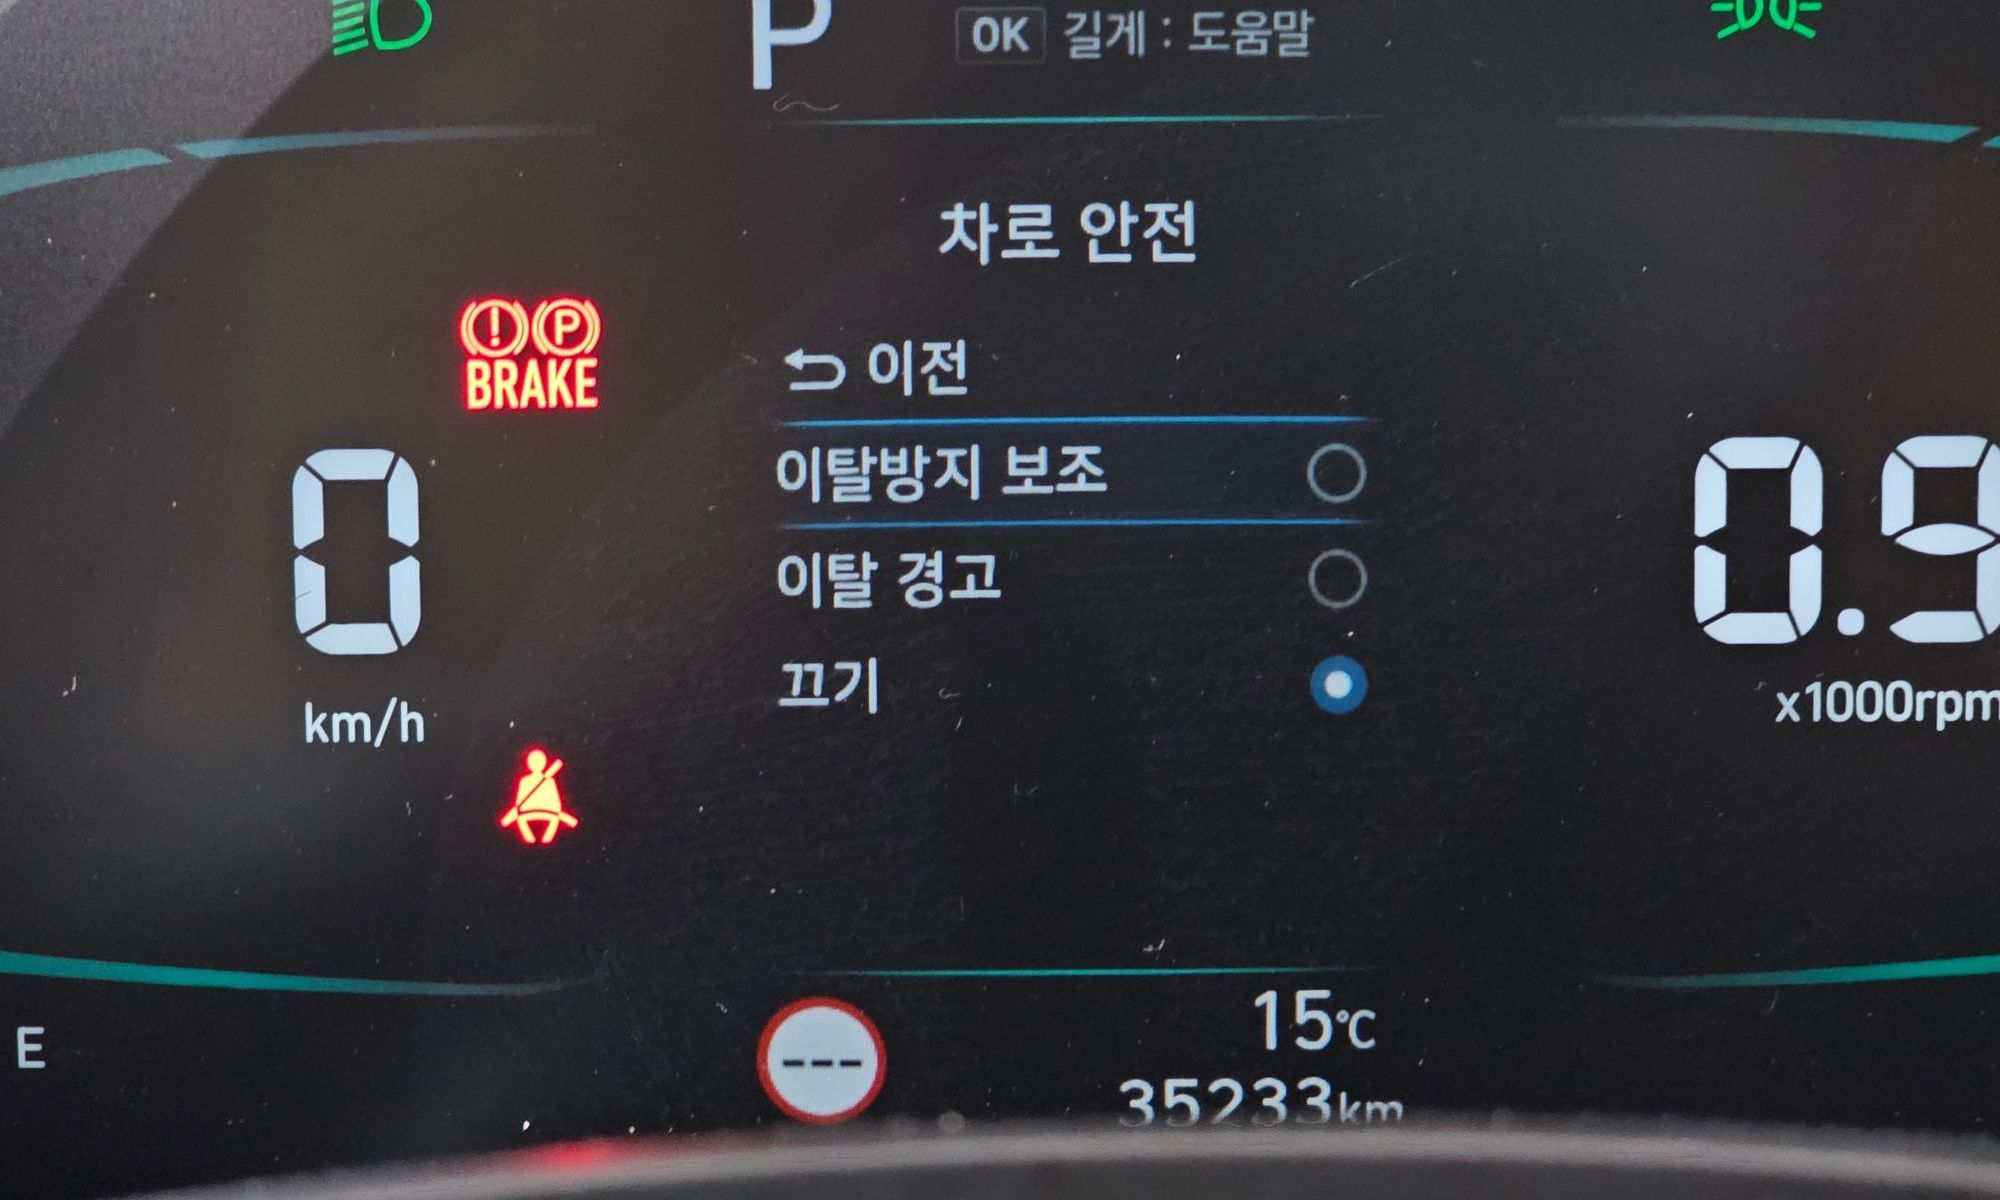 P
OK 길게 : 도움말
차로 안전
이전
P
BRAKE
이탈방지 보조
이탈 경고
끄기
0
km/h
0.9
x1000rpm
E
---
15°C
35233km